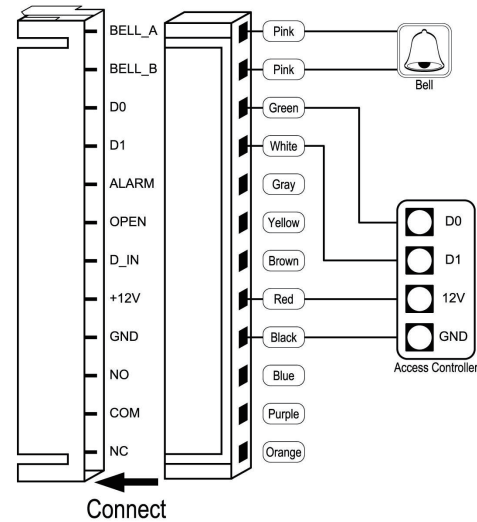 BELL_A Pink
BELL_B Pink
Bell
D0 Green
D1 White
ALARM Gray
OPEN Yellow D0
D_IN Brown D1
+12V Red 12V
GND Black GND
Access Controller
NO Blue
COM Purple
NC Orange
Connect